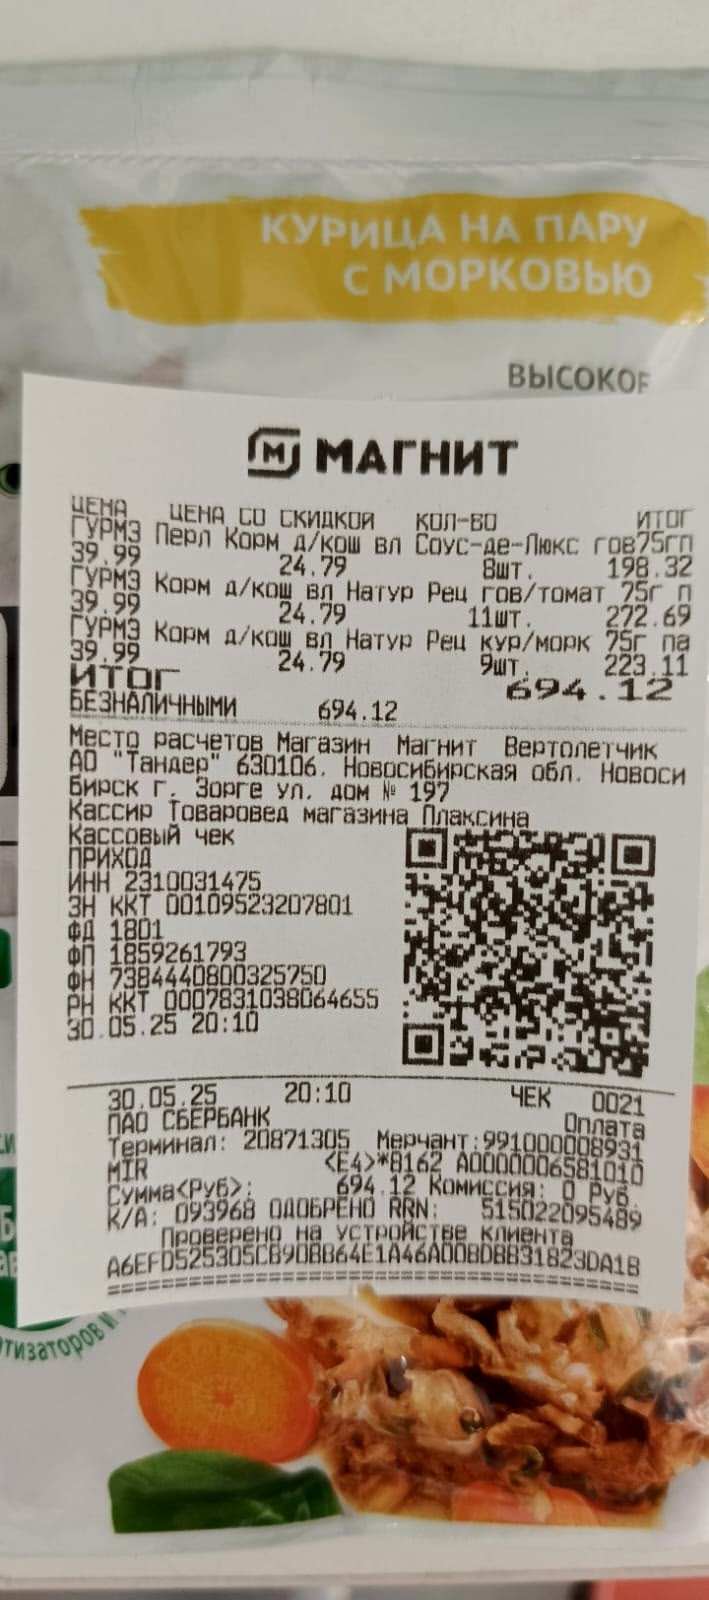 КУРИЦА НА ПАРУ
С МОРКОВЬЮ
ВЫСОКОЕ
МАГНИТ
ЦЕНА ЦЕНА СО СКИДКОЙ КОЛ-ВО ИТОГ
ГУРМЭ Перл Корм д/кош вл Соус-де-Люкс гов75гп
39.99 24.79 8шт. 198.32
ГУРМЭ Корм д/кош вл Натур Рец гов/томат 75г п
39.99 24.79 11шт. 272.69
ГУРМЭ Корм д/кош вл Натур Рец кур/морк 75г па
39.99 24.79 9шт. 223.11
ИТОГ 694.12
БЕЗНАЛИЧНЫМИ 694.12
Место расчетов Магазин Магнит Вертолетчик
АО "Тандер" 630106, Новосибирская обл. Новоси
бирск г, Зорге ул, дом № 197
Кассир Товаровед магазина Плаксина
Кассовый чек
ПРИХОД
ИНН 2310031475
ЗН ККТ 00109523207801
ФД 1801
ФП 1859261793
ФН 7384440800325750
РН ККТ 0007831038064655
30.05.25 20:10
30.05.25 20:10 ЧЕК 0021
ПАО СБЕРБАНК Оплата
Терминал: 20871305 Мерчант:991000008931
MIR <E4>*8162 A0000006581010
Сумма<Руб>: 694.12 Комиссия: 0 Руб.
К/А: 093968 ОДОБРЕНО RRN: 515022095489
Проверено на устройстве клиента
A6EFD525305CB90BB64E1A46A00BDBB31823DA1B
================================